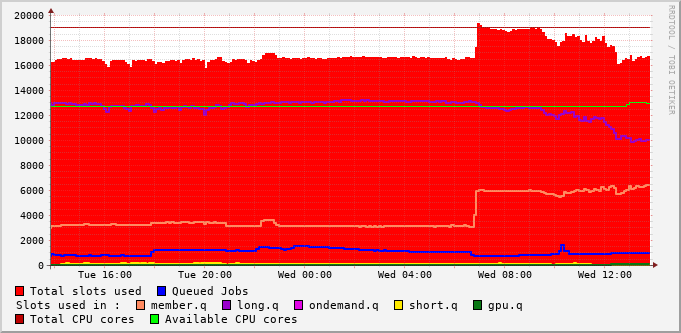 RRDTOOL / TOBI OETIKER
20000
18000
16000
14000
12000
10000
8000
6000
4000
2000
0
Tue 16:00 Tue 20:00 Wed 00:00 Wed 04:00 Wed 08:00 Wed 12:00
Total slots used Queued Jobs
Slots used in : member.q long.q ondemand.q short.q gpu.q
Total CPU cores Available CPU cores